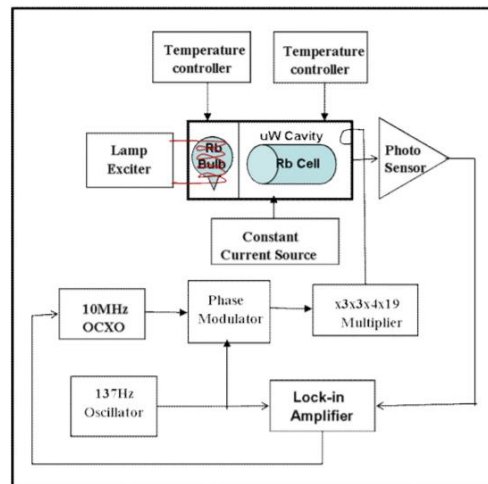 Temperature
controller
Temperature
controller
Lamp
Exciter
Rb
Bulb
uW Cavity
Rb Cell
Photo
Sensor
Constant
Current Source
10MHz
OCXO
Phase
Modulator
x3x3x4x19
Multiplier
137Hz
Oscillator
Lock-in
Amplifier